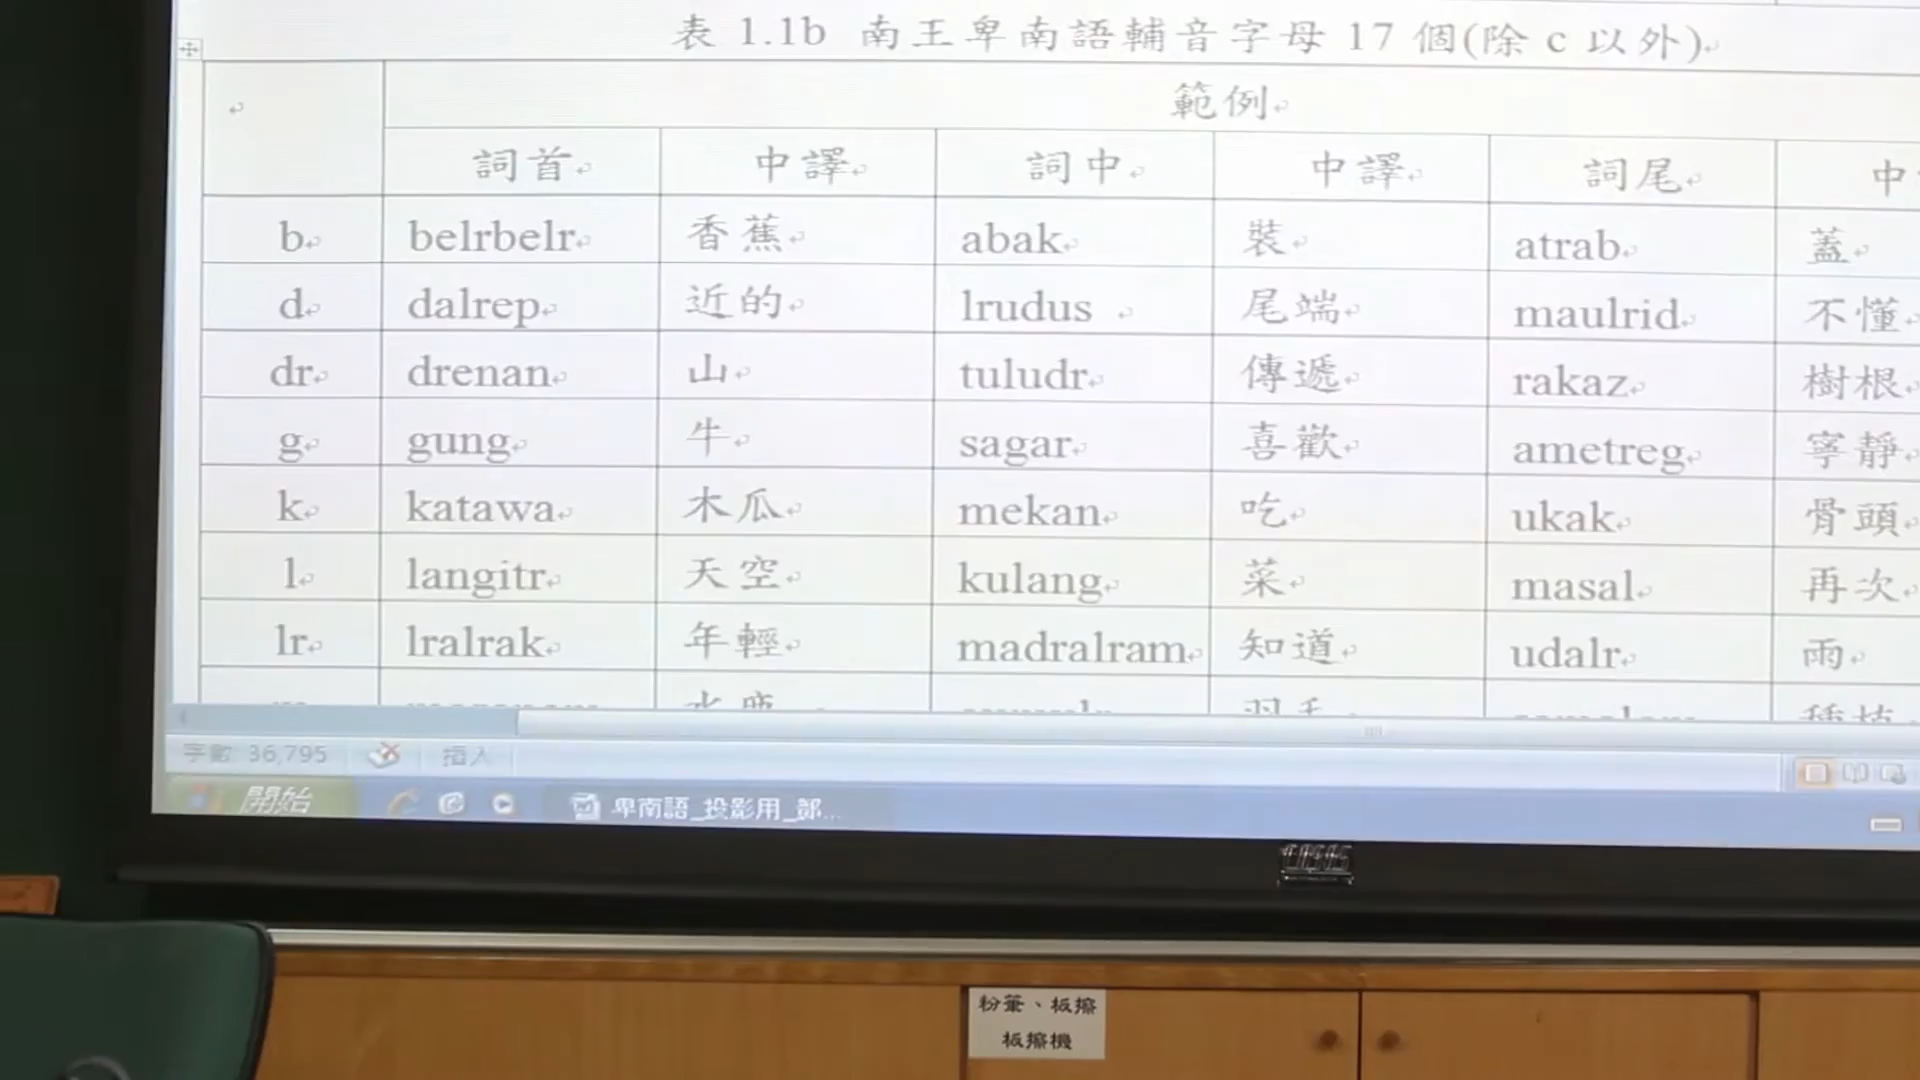 表 1.1b 南王卑南語輔音字母 17 個(除 c 以外)
範例
詞首 中譯 詞中 中譯 詞尾 中
b belrbelr 香蕉 abak 裝 atrab 蓋
d dalrep 近的 lrudus 尾端 maulrid 不懂
dr drenan 山 tuludr 傳遞 rakaz 樹根
g gung 牛 sagar 喜歡 ametreg 寧靜
k katawa 木瓜 mekan 吃 ukak 骨頭
l langitr 天空 kulang 菜 masal 再次
lr lralrak 年輕 madralram 知道 udalr 雨
字數: 36,795 插入
開始 卑南語_投影用_鄭...
粉筆、板擦
板擦機